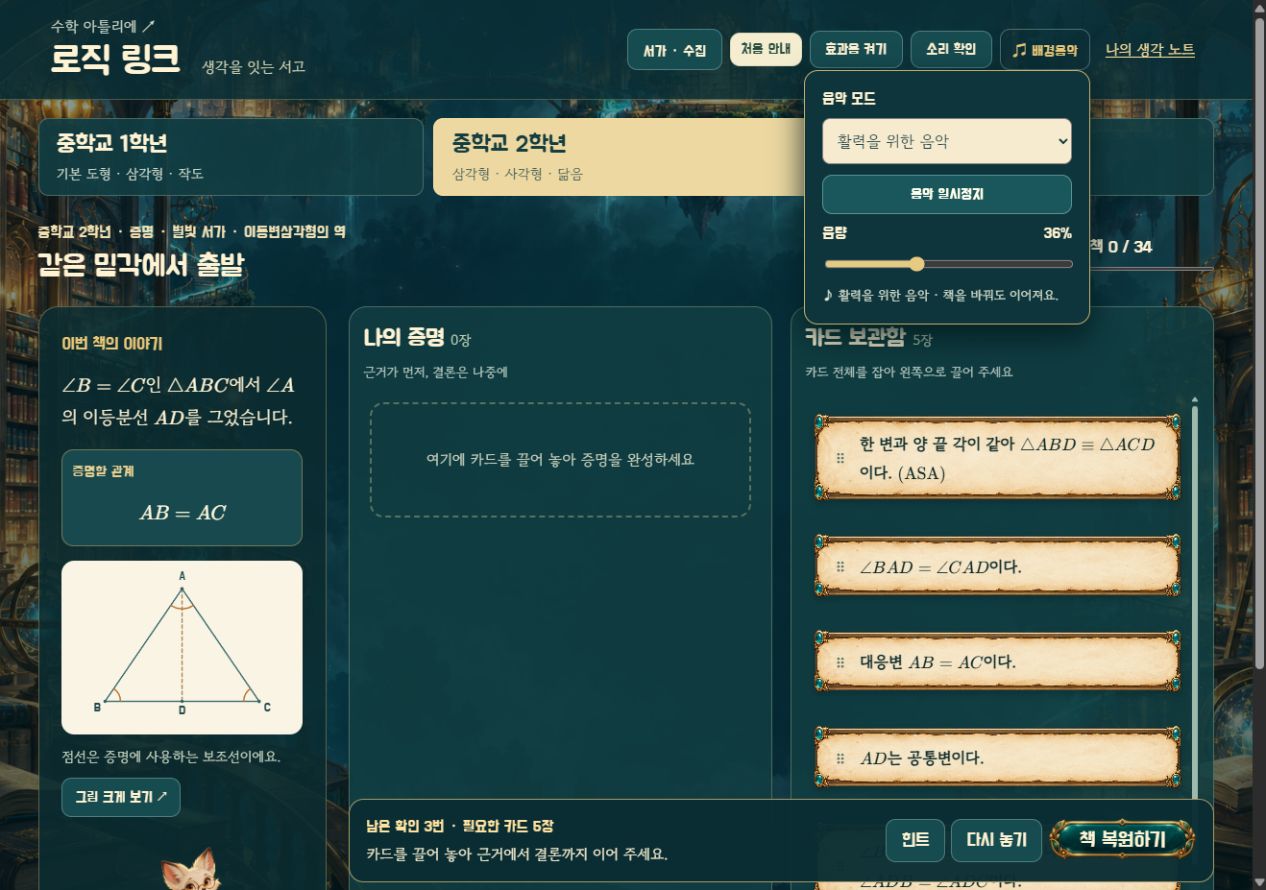 수학 아틀리에 ↗
로직 링크
생각을 잇는 서고
서가 · 수집
처음 안내
효과음 켜기
소리 확인
♫ 배경음악
나의 생각 노트
음악 모드
활력을 위한 음악
음악 일시정지
음량
36%
♪ 활력을 위한 음악 · 책을 바꿔도 이어져요.
중학교 1학년
기본 도형 · 삼각형 · 작도
중학교 2학년
삼각형 · 사각형 · 닮음
중학교 2학년 · 증명 · 별빛 서가 · 이등변삼각형의 역
같은 밑각에서 출발
책 0 / 34
이번 책의 이야기
∠B = ∠C인 △ABC에서 ∠A
의 이등분선 AD를 그었습니다.
증명할 관계
AB = AC
A
B
D
C
점선은 증명에 사용하는 보조선이에요.
그림 크게 보기 ↗
나의 증명 0장
근거가 먼저, 결론은 나중에
여기에 카드를 끌어 놓아 증명을 완성하세요
카드 보관함 5장
카드 전체를 잡아 왼쪽으로 끌어 주세요
한 변과 양 끝 각이 같아 △ABD ≡ △ACD
이다. (ASA)
∠BAD = ∠CAD이다.
대응변 AB = AC이다.
AD는 공통변이다.
남은 확인 3번 · 필요한 카드 5장
카드를 끌어 놓아 근거에서 결론까지 이어 주세요.
힌트
다시 놓기
책 복원하기
∠ADB = ∠ADC이다.